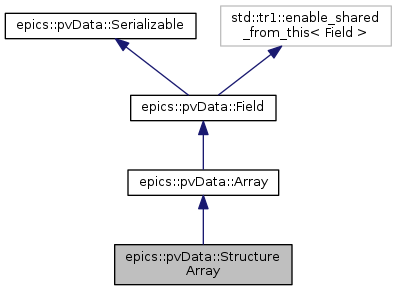 epics::pvData::Serializable
std::tr1::enable_shared
_from_this< Field >
epics::pvData::Field
epics::pvData::Array
epics::pvData::Structure
Array